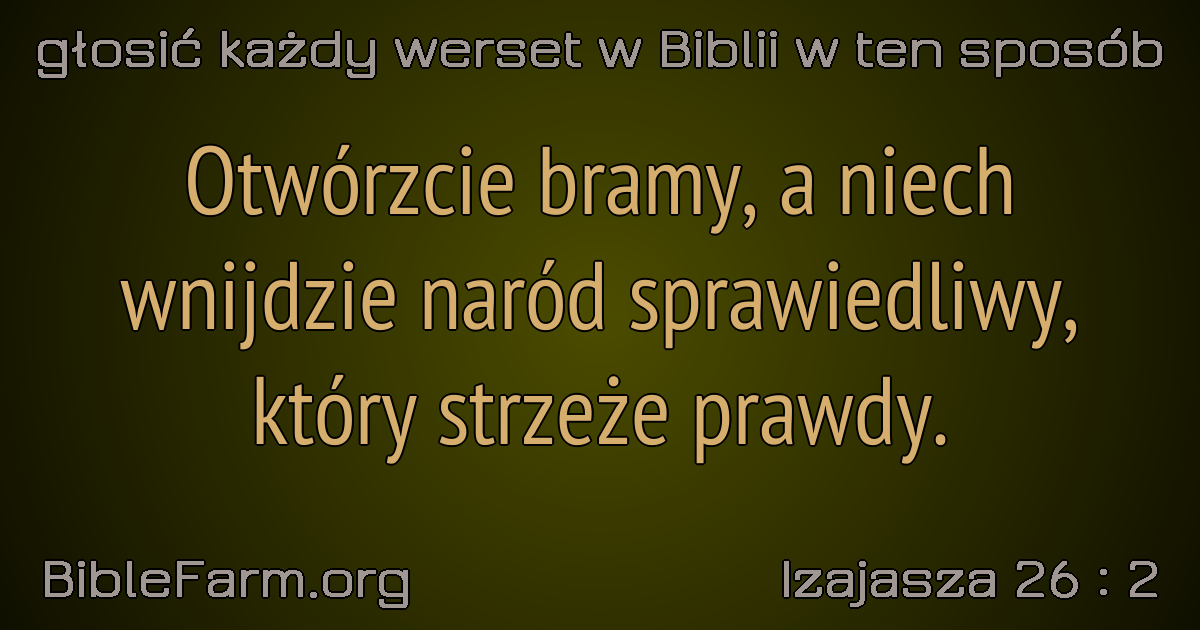 głosić każdy werset w Biblii w ten sposób
Otwórzcie bramy, a niech
wnijdzie naród sprawiedliwy,
który strzeże prawdy.
BibleFarm.org
Izajasza 26 : 2